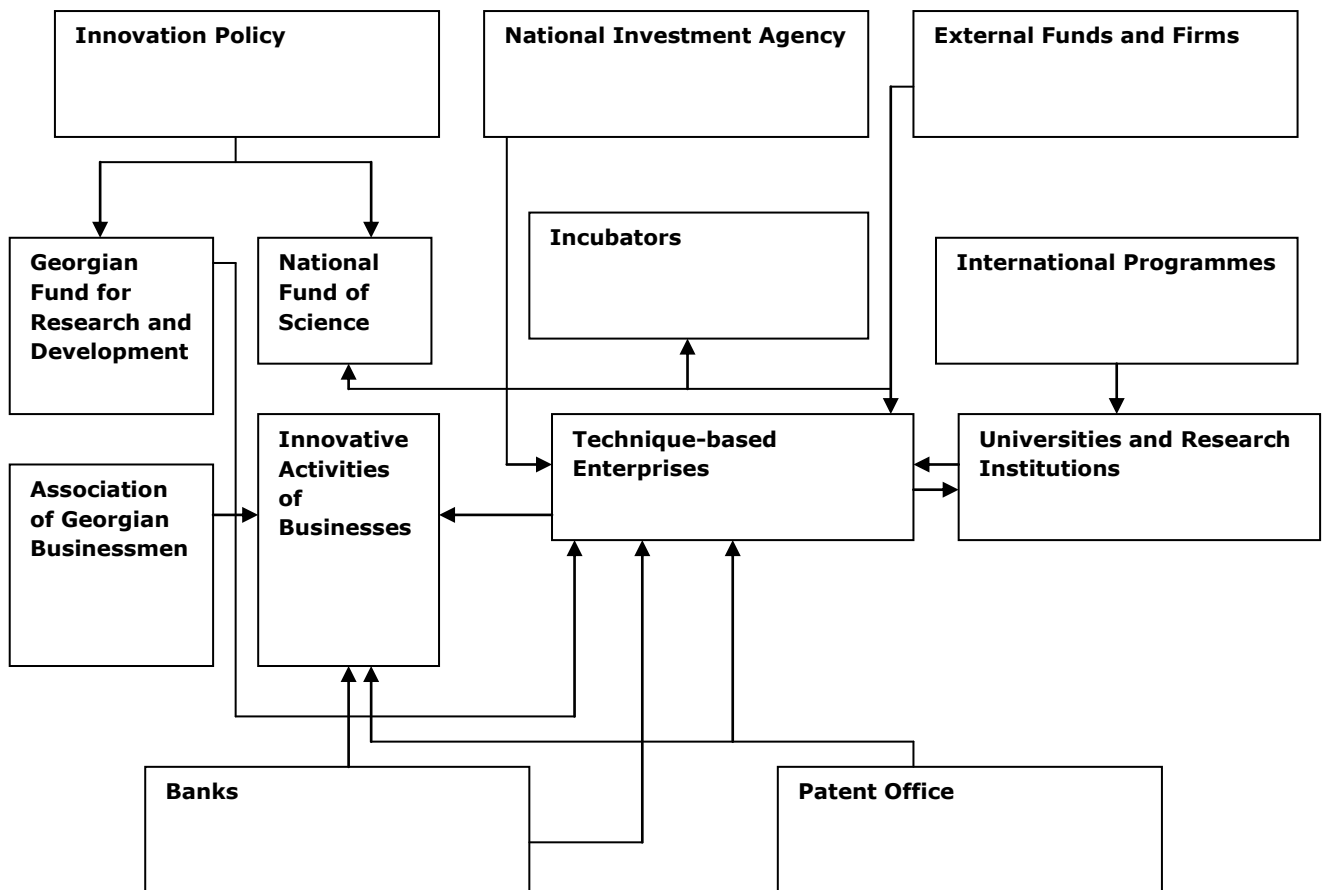 Innovation Policy
National Investment Agency
External Funds and Firms
Georgian
Fund for
Research and
Development
National
Fund of
Science
Incubators
International Programmes
Association
of Georgian
Businessmen
Innovative
Activities
of
Businesses
Technique-based
Enterprises
Universities and Research
Institutions
Banks
Patent Office